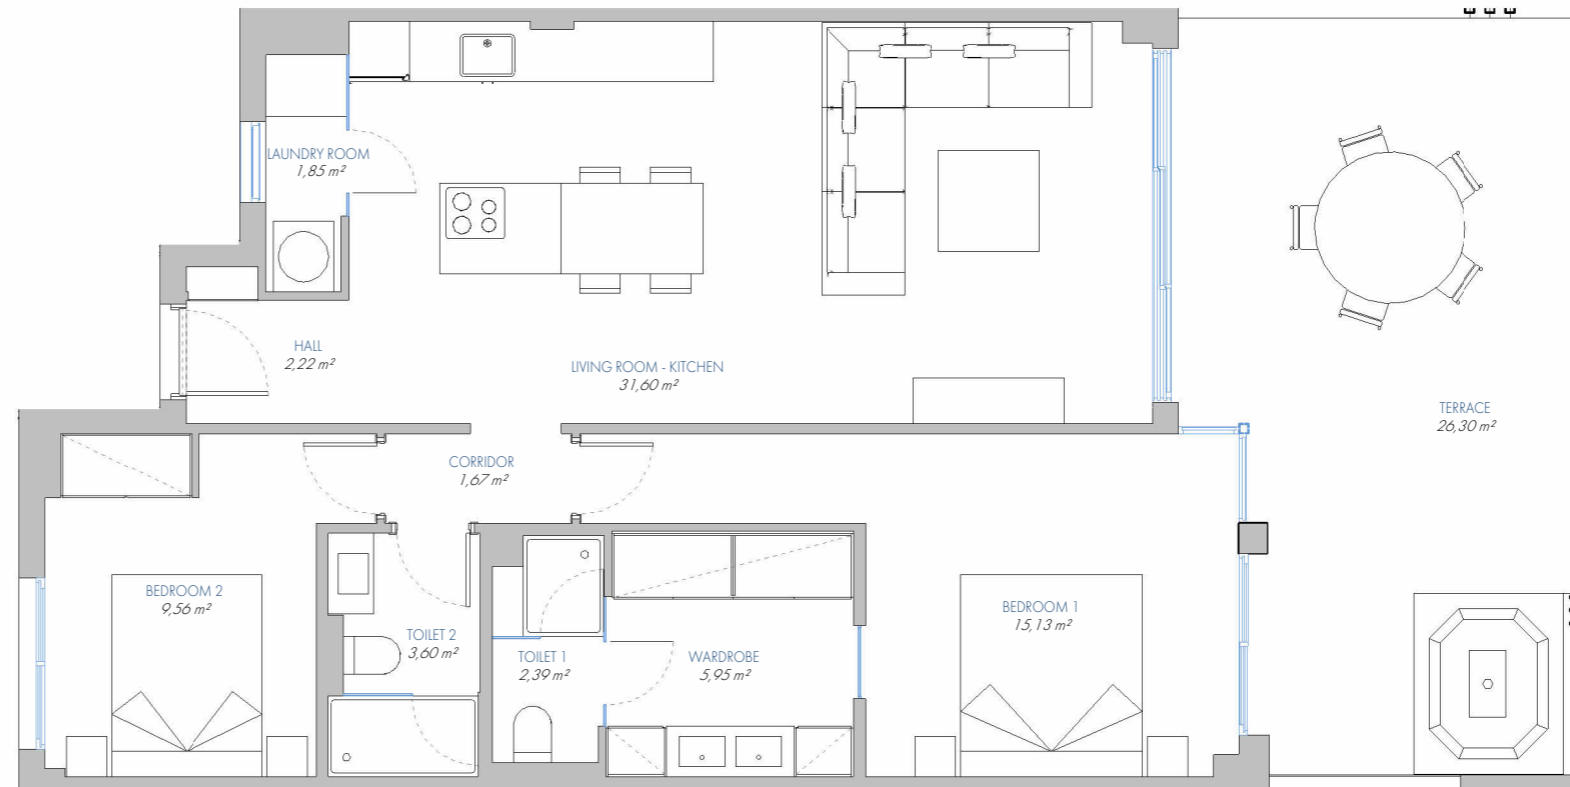 LAUNDRY ROOM
1,85 m²
HALL
2,22 m²
LIVING ROOM - KITCHEN
31,60 m²
TERRACE
26,30 m²
CORRIDOR
1,67 m²
BEDROOM 2
9,56 m²
TOILET 2
3,60 m²
TOILET 1
2,39 m²
WARDROBE
5,95 m²
BEDROOM 1
15,13 m²